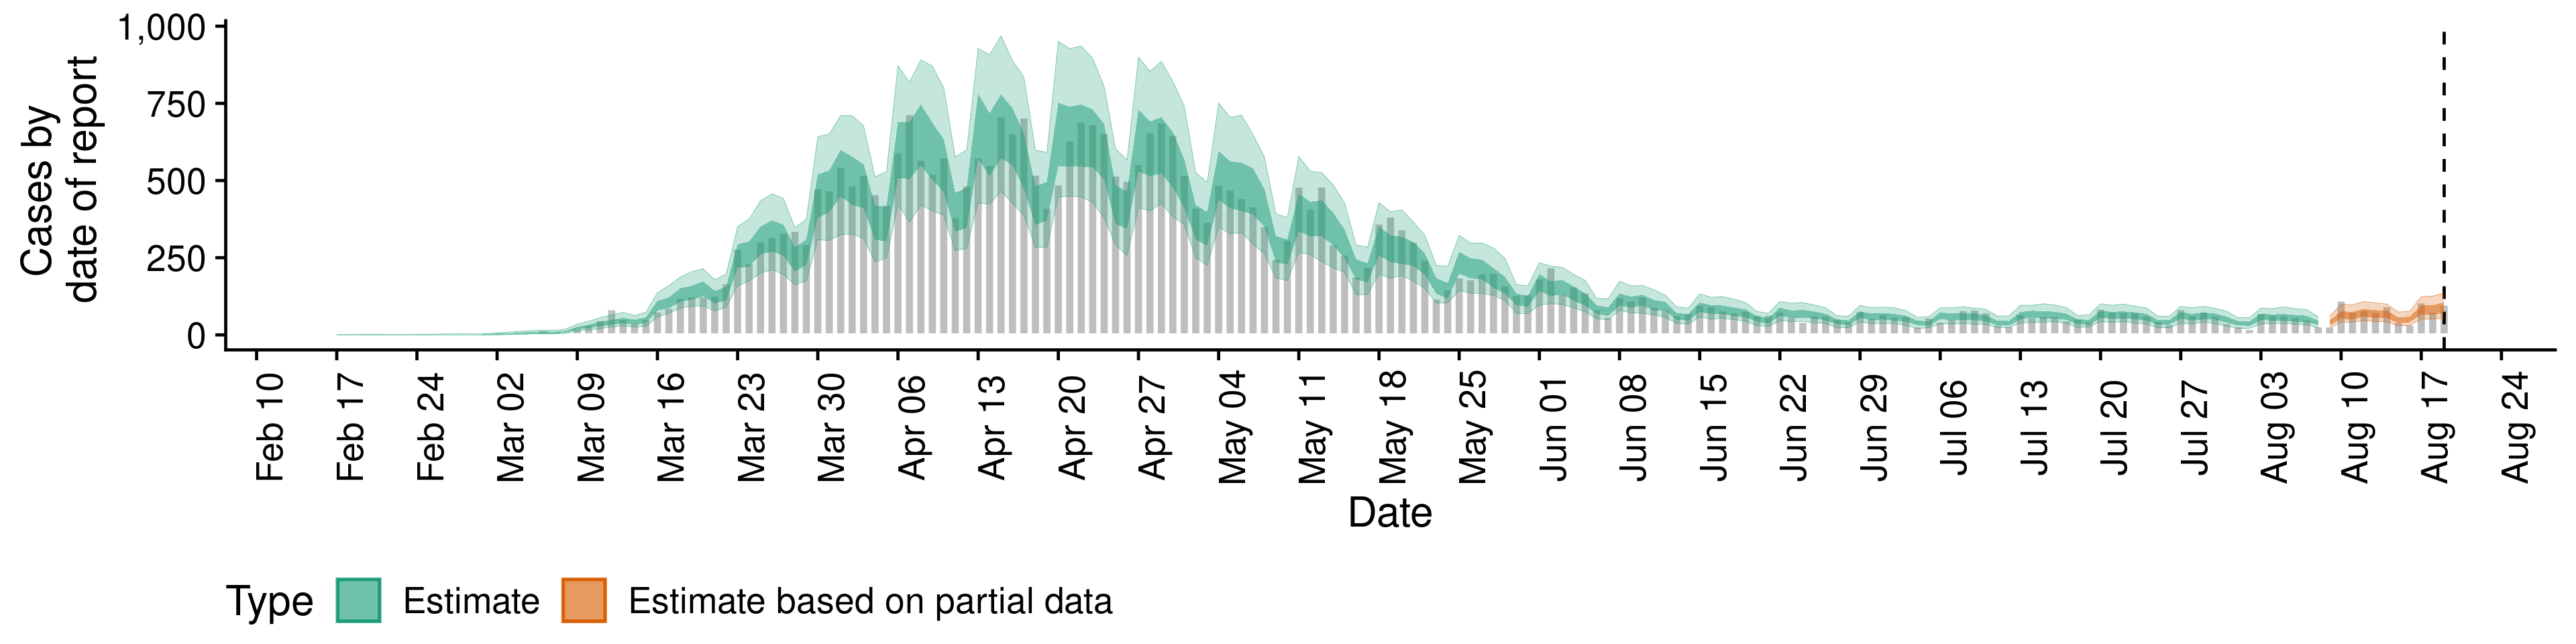 Cases by
date of report
1,000
750
500
250
0
Feb 10
Feb 17
Feb 24
Mar 02
Mar 09
Mar 16
Mar 23
Mar 30
Apr 06
Apr 13
Apr 20
Apr 27
May 04
May 11
May 18
May 25
Jun 01
Jun 08
Jun 15
Jun 22
Jun 29
Jul 06
Jul 13
Jul 20
Jul 27
Aug 03
Aug 10
Aug 17
Aug 24
Date
Type Estimate Estimate based on partial data